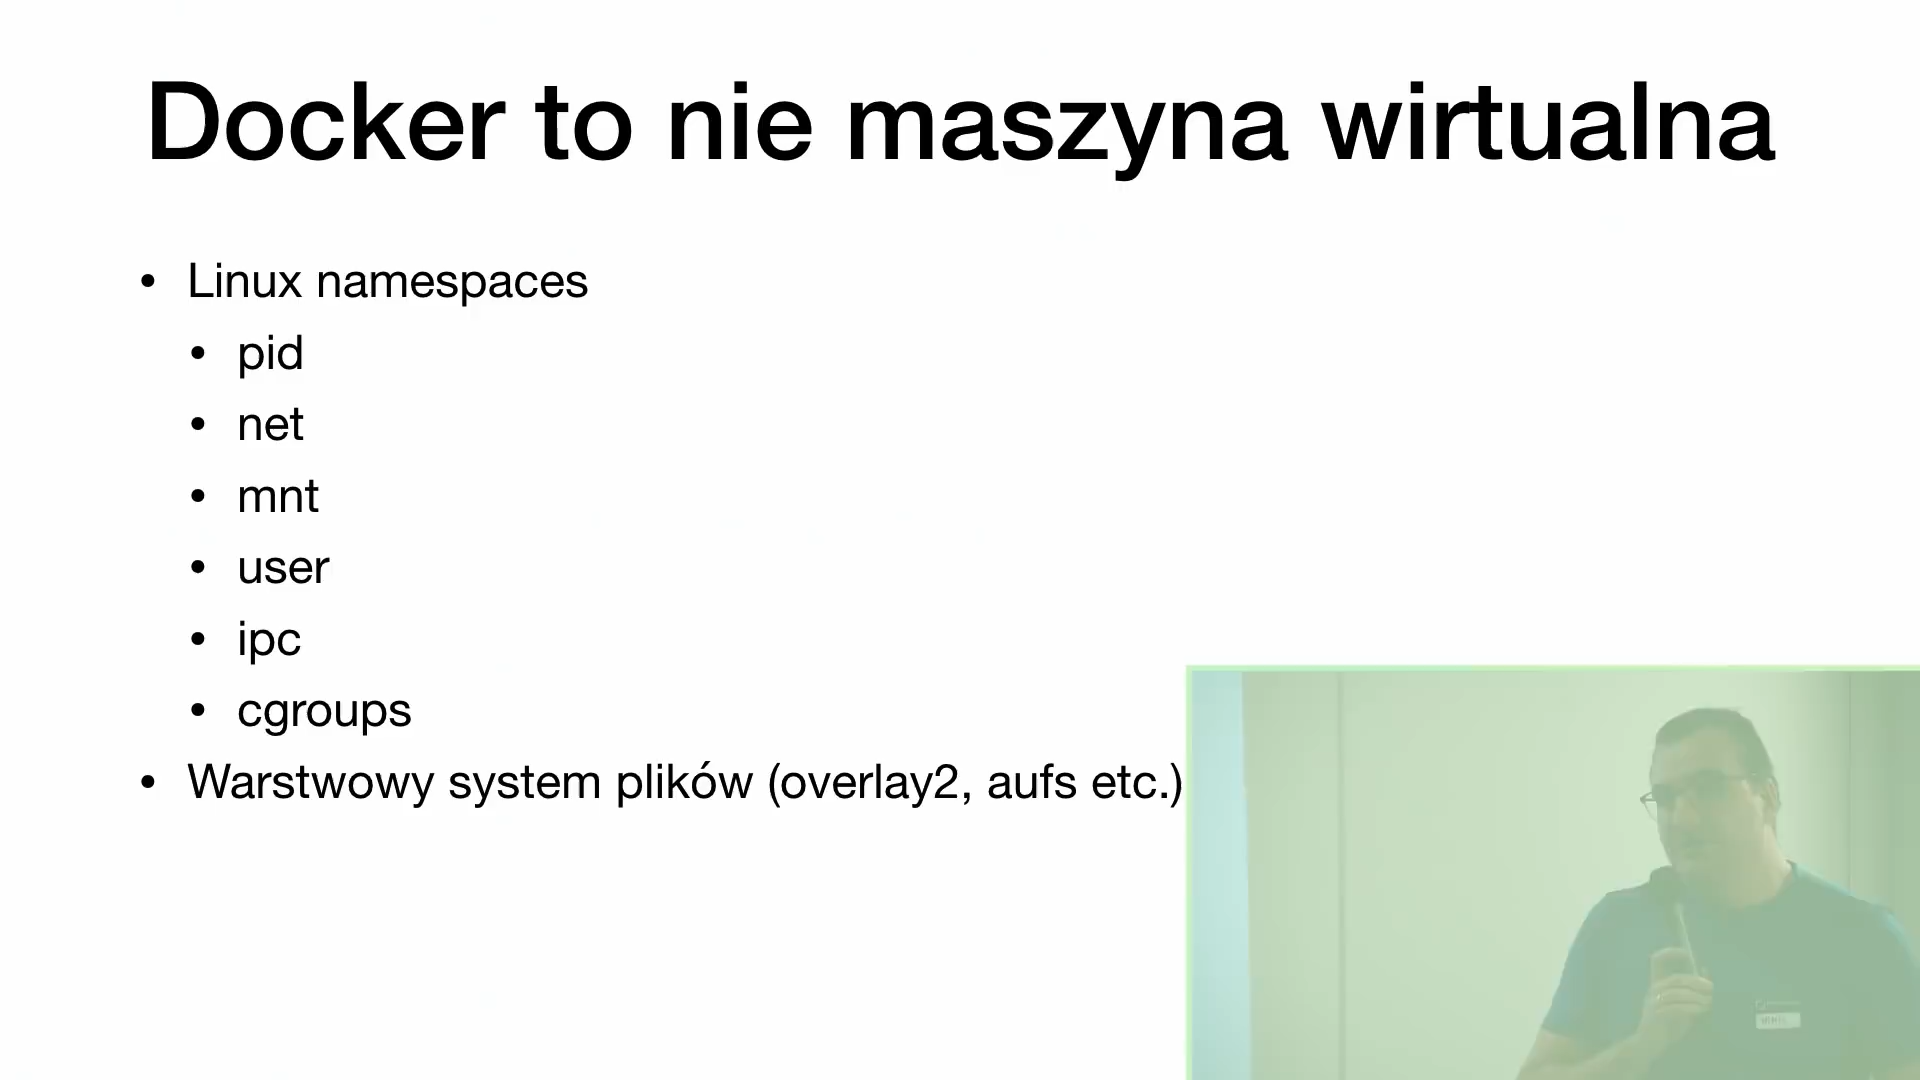 Docker to nie maszyna wirtualna
• Linux namespaces
• pid
• net
• mnt
• user
• ipc
• cgroups
• Warstwowy system plików (overlay2, aufs etc.)